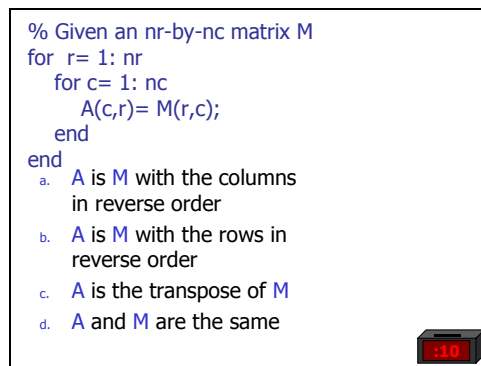 % Given an nr-by-nc matrix M
for  r= 1: nr
for c= 1: nc
A(c,r)= M(r,c);
end
end
a. A is M with the columns
in reverse order
b. A is M with the rows in
reverse order
c. A is the transpose of M
d. A and M are the same
:10